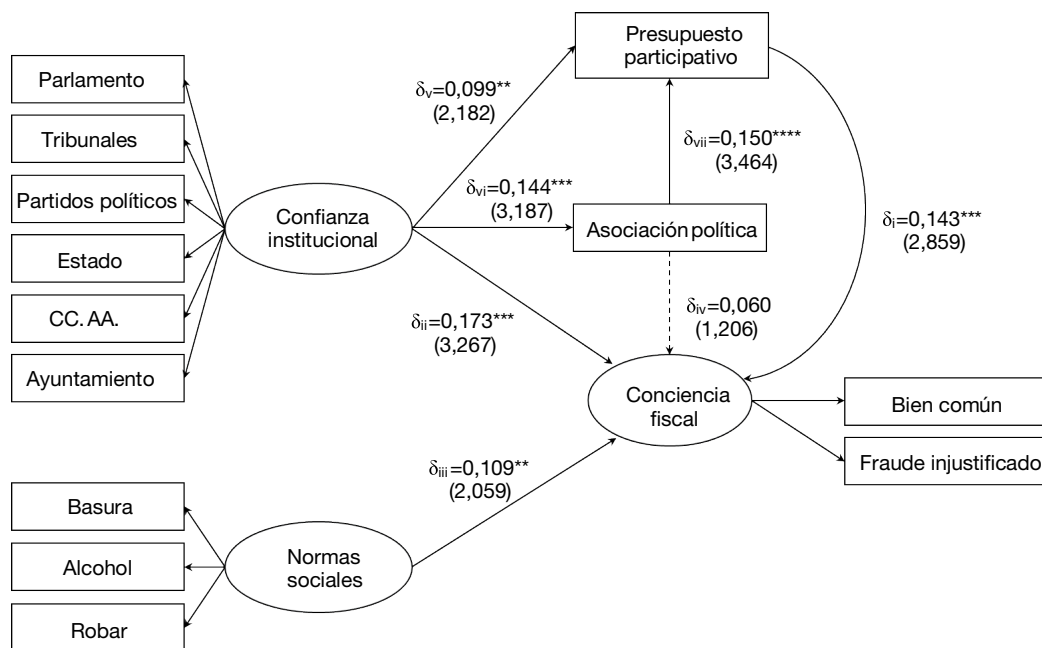 Parlamento
Tribunales
Partidos políticos
Estado
CC. AA.
Ayuntamiento
Confianza
institucional
Basura
Alcohol
Robar
Normas
sociales
δv=0,099**
(2,182)
δvi=0,144***
(3,187)
δii=0,173***
(3,267)
δiii=0,109**
(2,059)
Presupuesto
participativo
δvii=0,150****
(3,464)
Asociación política
δiv=0,060
(1,206)
δi=0,143***
(2,859)
Conciencia
fiscal
Bien común
Fraude injustificado